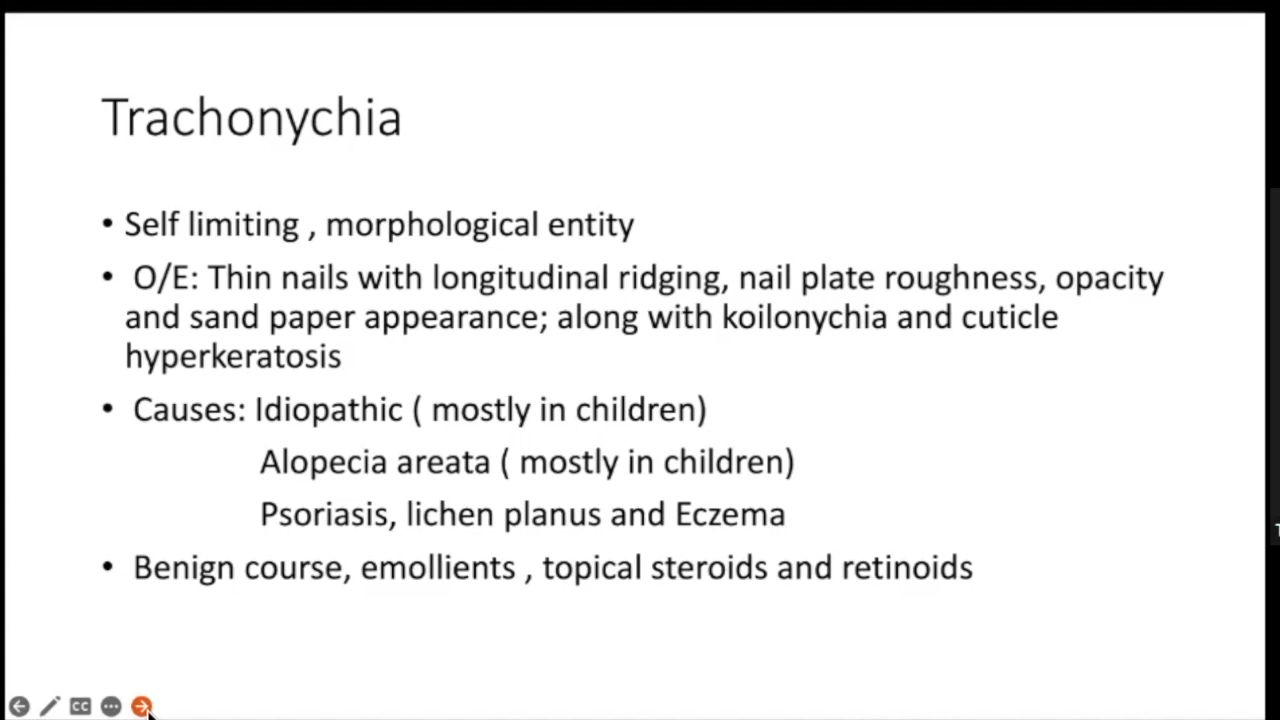 Trachonychia
• Self limiting , morphological entity
• O/E: Thin nails with longitudinal ridging, nail plate roughness, opacity
and sand paper appearance; along with koilonychia and cuticle
hyperkeratosis
• Causes: Idiopathic ( mostly in children)
Alopecia areata ( mostly in children)
Psoriasis, lichen planus and Eczema
• Benign course, emollients , topical steroids and retinoids
CC